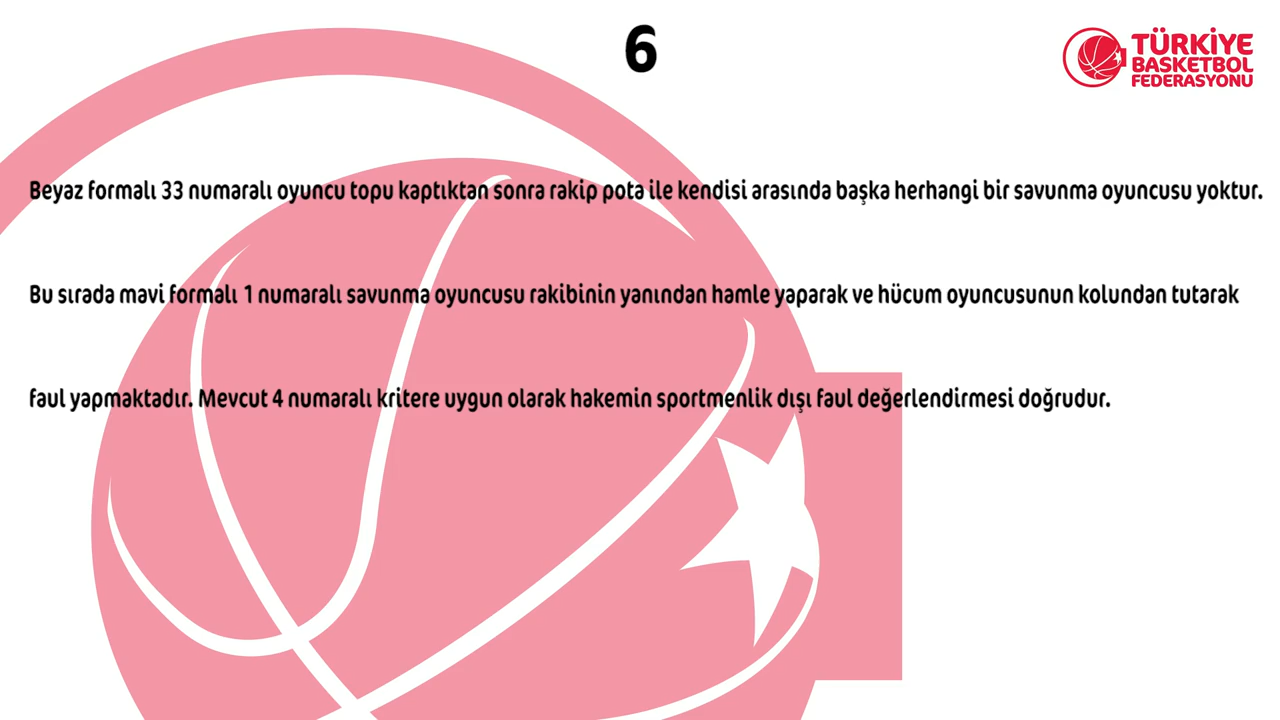 6
TÜRKİYE
BASKETBOL
FEDERASYONU
Beyaz formalı 33 numaralı oyuncu topu kaptıktan sonra rakip pota ile kendisi arasında başka herhangi bir savunma oyuncusu yoktur.
Bu sırada mavi formalı 1 numaralı savunma oyuncusu rakibinin yanından hamle yaparak ve hücum oyuncusunun kolundan tutarak
faul yapmaktadır. Mevcut 4 numaralı kritere uygun olarak hakemin sportmenlik dışı faul değerlendirmesi doğrudur.